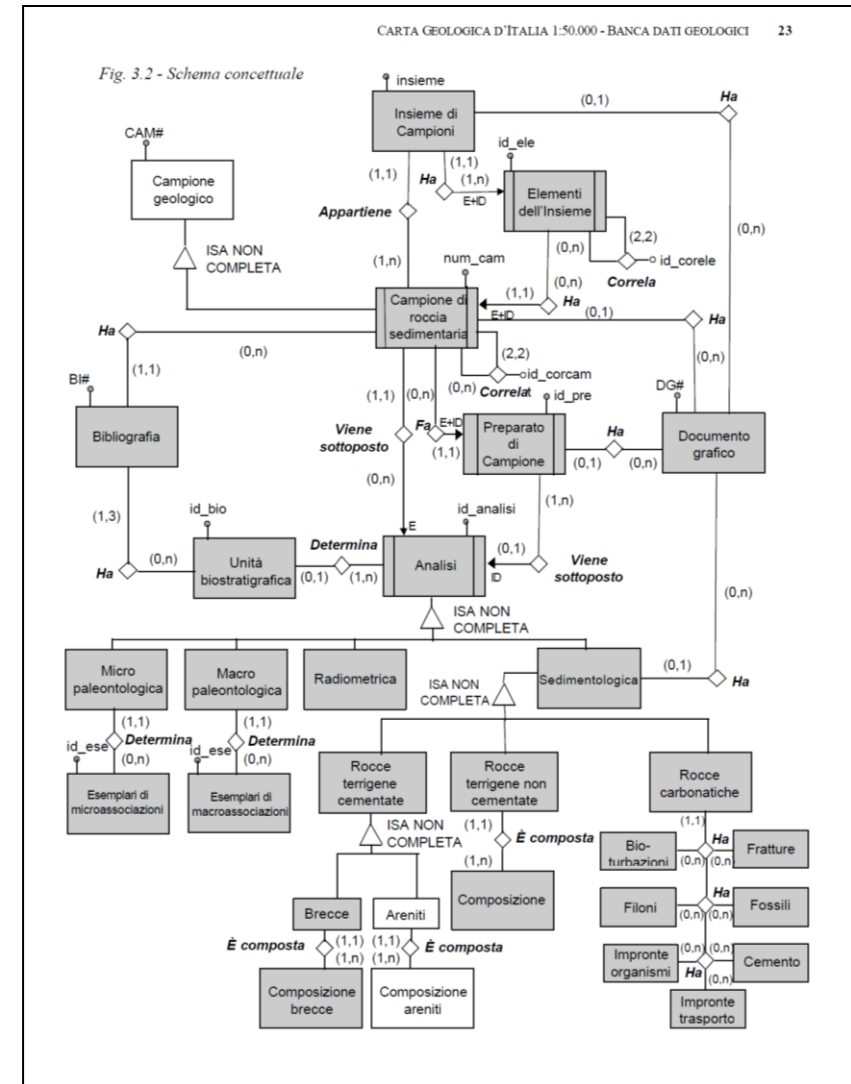 CARTA GEOLOGICA D'ITALIA 1:50.000 - BANCA DATI GEOLOGICI 23
Fig. 3.2 - Schema concettuale
insieme
Insieme di
Campioni
(0,1)
Ha
CAM#
Campione
geologico
(1,1)
Ha
(1,1)
(1,n)
E+ID
id_ele
Elementi
dell'Insieme
Appartiene
(0,n)
(2,2)
id_corele
Correla
(0,n)
ISA NON
COMPLETA
(1,n)
num_cam
(0,n)
(1,1)
Ha
Campione di
roccia
sedimentaria
E+ID
(0,1)
Ha
Ha
(0,n)
(2,2)
(0,n)
(1,1)
(1,1)
(0,n)
(0,n)
id_corcam
Correlat
BI#
Bibliografia
id_pre
DG#
Viene
sottoposto
Fa
E+ID
(1,1)
Preparato
di
Campione
Ha
(0,1)
(0,n)
Documento
grafico
(0,n)
(1,n)
(1,3)
id_bio
E
id_analisi
Ha
(0,n)
Unità
biostratigrafica
Determina
(0,1)
(1,n)
Analisi
(0,1)
ID
Viene
sottoposto
(0,n)
ISA NON
COMPLETA
Micro
paleontologica
Macro
paleontologica
Radiometrica
ISA NON
COMPLETA
Sedimentologica
(0,1)
Ha
(1,1)
(1,1)
Determina
Determina
id_ese
id_ese
(0,n)
(0,n)
Esemplari di
microassociazioni
Esemplari di
macroassociazioni
Rocce
terrigene
cementate
Rocce
terrigene non
cementate
Rocce
carbonatiche
ISA NON
COMPLETA
(1,1)
È composta
(1,n)
(1,1)
Bio-
turbazioni
Ha
(0,n)
(0,n)
Fratture
Composizione
Brecce
Areniti
Filoni
Ha
(0,n)
(0,n)
Fossili
È composta
(1,1)
(1,n)
(1,1)
(1,n)
È composta
Impronte
organismi
(0,n)
(0,n)
Ha
(0,n)
Cemento
Composizione
brecce
Composizione
areniti
Impronte
trasporto